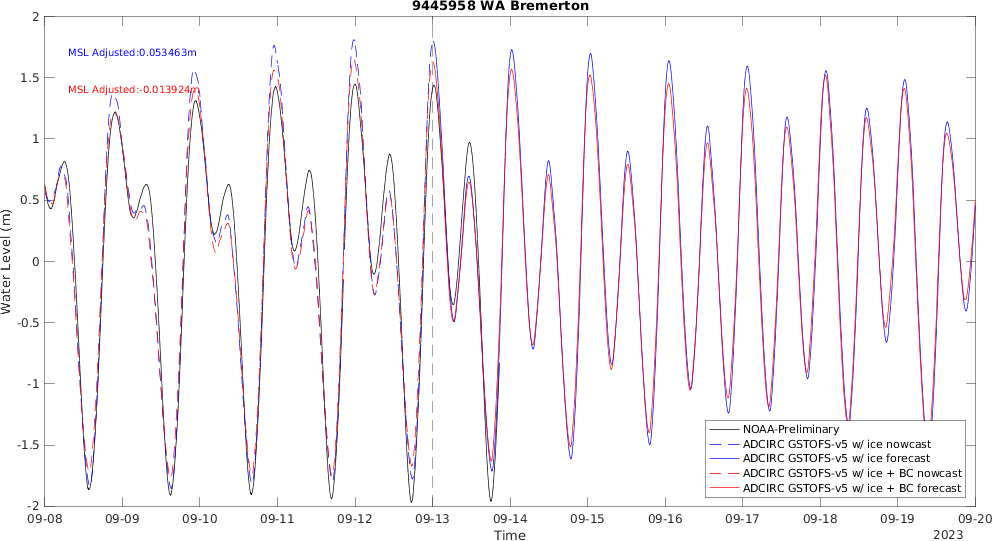 9445958 WA Bremerton
MSL Adjusted:0.053463m
MSL Adjusted:-0.013924m
Water Level (m)
2
1.5
1
0.5
0
-0.5
-1
-1.5
-2
NOAA-Preliminary
ADCIRC GSTOFS-v5 w/ ice nowcast
ADCIRC GSTOFS-v5 w/ ice forecast
ADCIRC GSTOFS-v5 w/ ice + BC nowcast
ADCIRC GSTOFS-v5 w/ ice + BC forecast
09-08 09-09 09-10 09-11 09-12 09-13 09-14 09-15 09-16 09-17 09-18 09-19 09-20
Time
2023